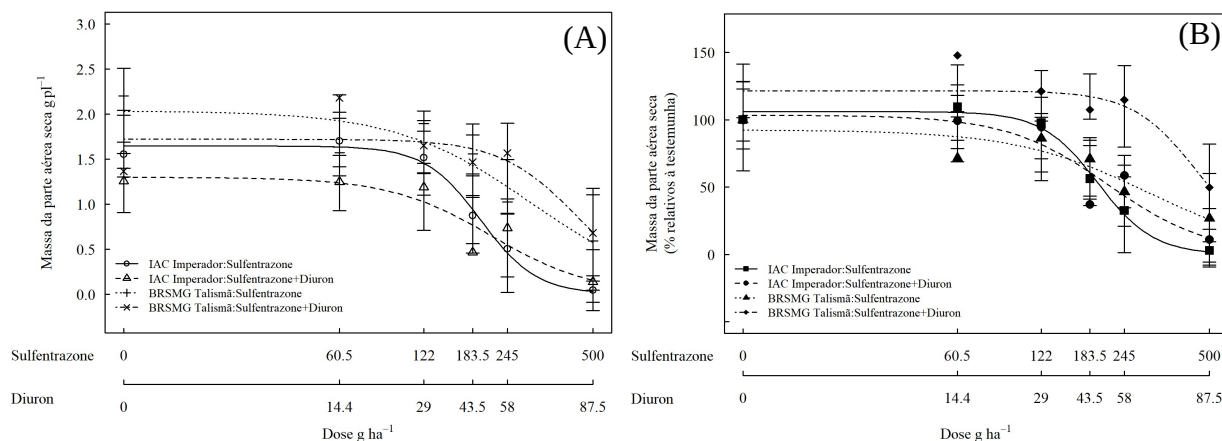 (A)
Massa da parte aérea seca g pl⁻¹
3.0
2.5
2.0
1.5
1.0
0.5
0.0
IAC Imperador:Sulfentrazone
IAC Imperador:Sulfentrazone+Diuron
BRSMG Talismã:Sulfentrazone
BRSMG Talismã:Sulfentrazone+Diuron
Sulfentrazone 0 60.5 122 183.5 245 500
Diuron 0 14.4 29 43.5 58 87.5
Dose g ha⁻¹
(B)
Massa da parte aérea seca
(% relativos à testemunha)
150
100
50
0
IAC Imperador:Sulfentrazone
IAC Imperador:Sulfentrazone+Diuron
BRSMG Talismã:Sulfentrazone
BRSMG Talismã:Sulfentrazone+Diuron
Sulfentrazone 0 60.5 122 183.5 245 500
Diuron 0 14.4 29 43.5 58 87.5
Dose g ha⁻¹